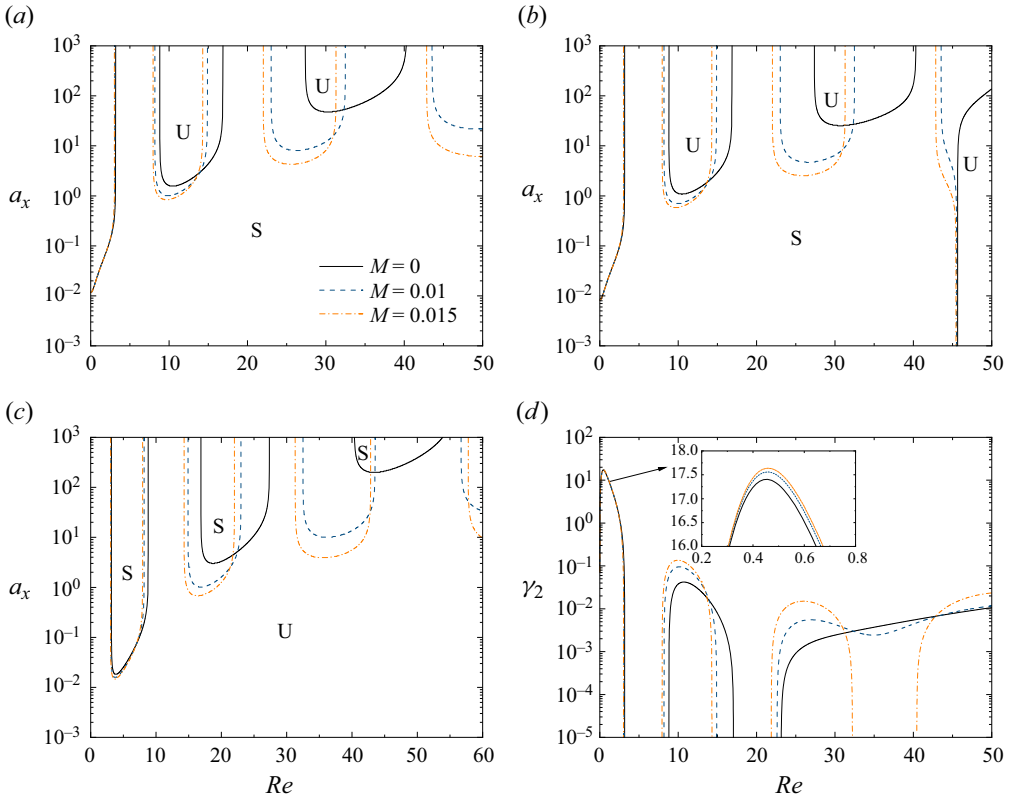 (a)
10³
10²
10¹
10⁰
10⁻¹
10⁻²
10⁻³
aₓ
U
U
S
M = 0
M = 0.01
M = 0.015
0 10 20 30 40 50
(b)
10³
10²
10¹
10⁰
10⁻¹
10⁻²
10⁻³
aₓ
U
U
U
S
0 10 20 30 40 50
(c)
10³
10²
10¹
10⁰
10⁻¹
10⁻²
10⁻³
aₓ
S
S
S
U
0 10 20 30 40 50 60
Re
(d)
10²
10¹
10⁰
10⁻¹
10⁻²
10⁻³
10⁻⁴
10⁻⁵
γ₂
17.5
17.0
16.5
16.0
0.2 0.4 0.6 0.8
0 10 20 30 40 50
Re